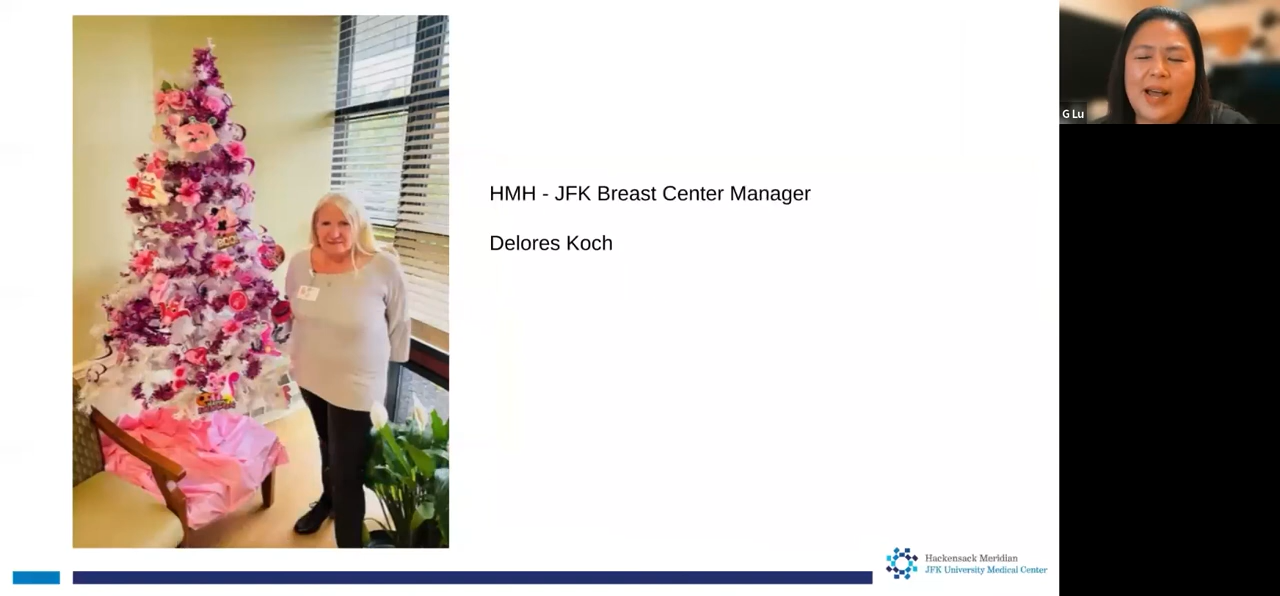 HMH - JFK Breast Center Manager
Delores Koch
G Lu
Hackensack Meridian
JFK University Medical Center